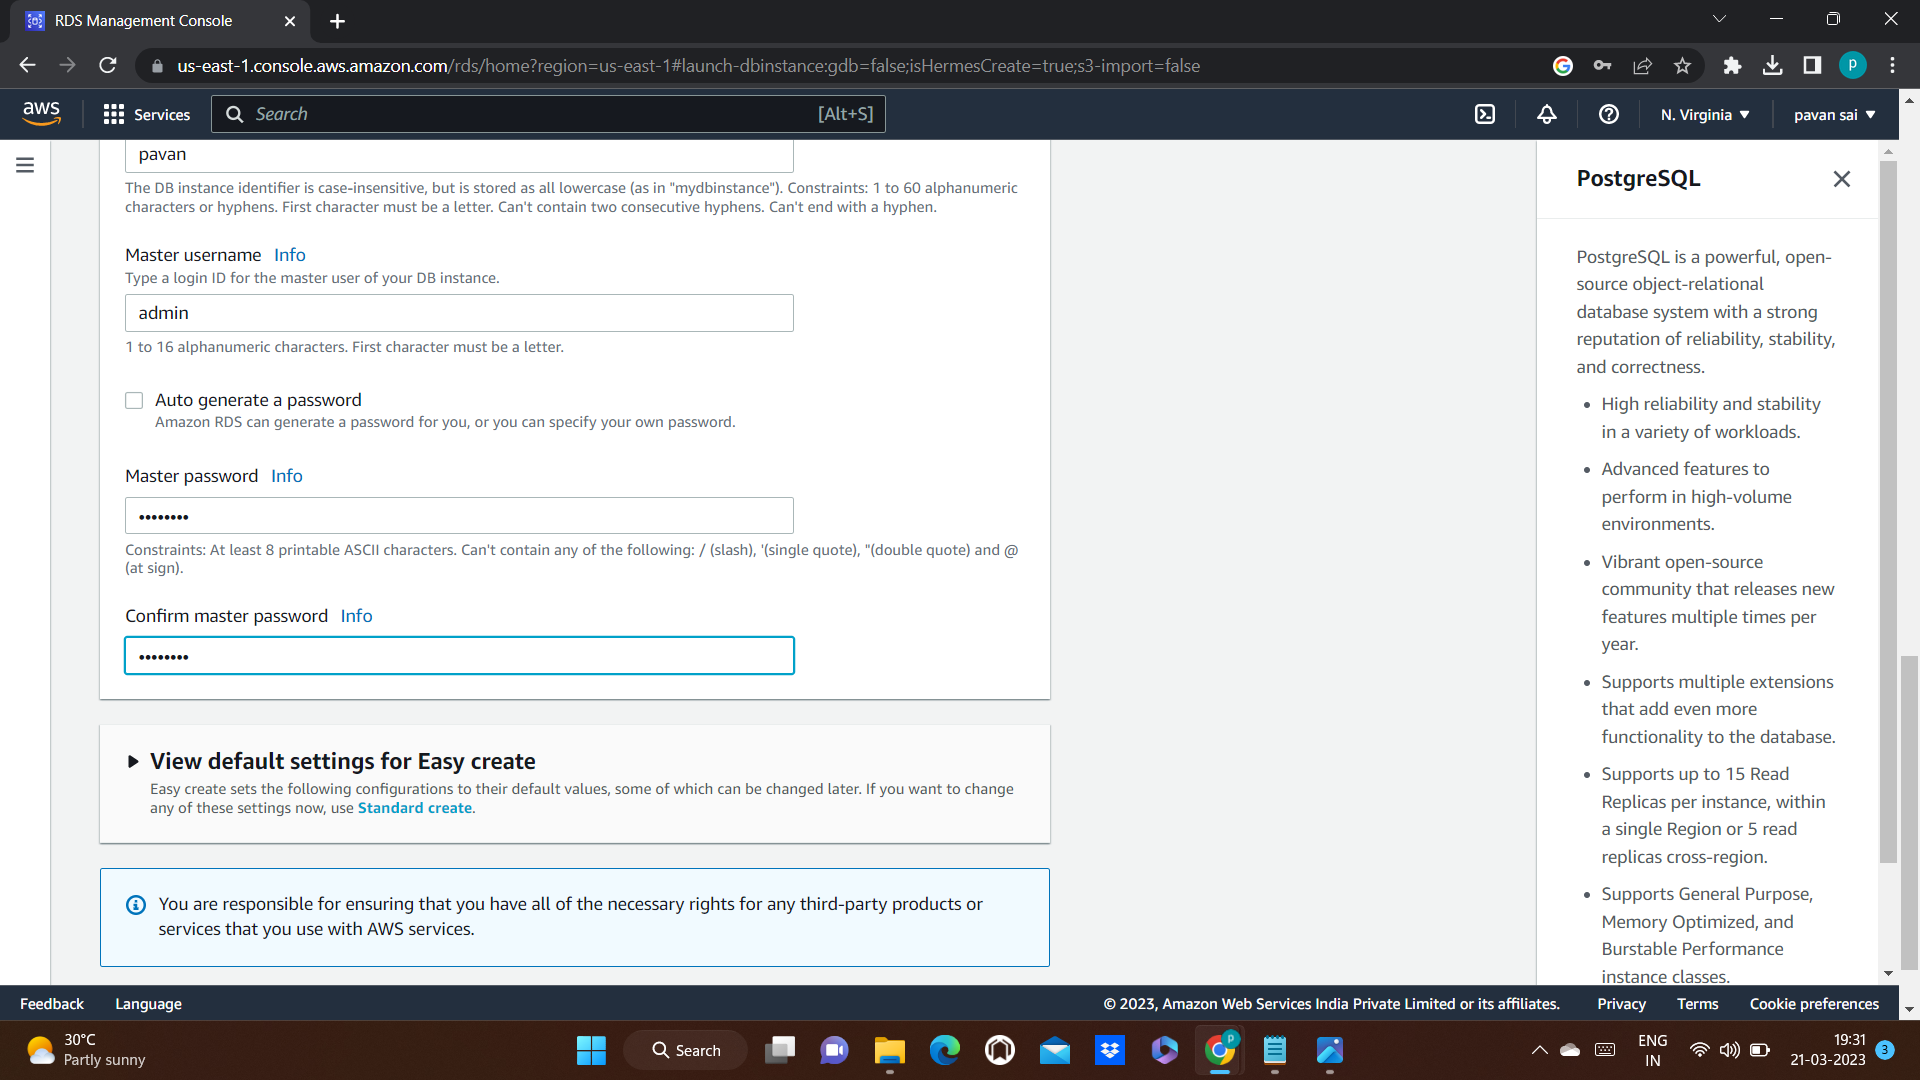 RDS Management Console
us-east-1.console.aws.amazon.com/rds/home?region=us-east-1#launch-dbinstance:gdb=false;isHermesCreate=true;s3-import=false
P
aws
Services
Search
[Alt+S]
N. Virginia
pavan sai
pavan
The DB instance identifier is case-insensitive, but is stored as all lowercase (as in "mydbinstance"). Constraints: 1 to 60 alphanumeric
characters or hyphens. First character must be a letter. Can't contain two consecutive hyphens. Can't end with a hyphen.
Master username Info
Type a login ID for the master user of your DB instance.
admin
1 to 16 alphanumeric characters. First character must be a letter.
Auto generate a password
Amazon RDS can generate a password for you, or you can specify your own password.
Master password Info
••••••••
Constraints: At least 8 printable ASCII characters. Can't contain any of the following: / (slash), '(single quote), "(double quote) and @
(at sign).
Confirm master password Info
••••••••
View default settings for Easy create
Easy create sets the following configurations to their default values, some of which can be changed later. If you want to change
any of these settings now, use Standard create.
You are responsible for ensuring that you have all of the necessary rights for any third-party products or
services that you use with AWS services.
PostgreSQL
PostgreSQL is a powerful, open-
source object-relational
database system with a strong
reputation of reliability, stability,
and correctness.
• High reliability and stability
in a variety of workloads.
• Advanced features to
perform in high-volume
environments.
• Vibrant open-source
community that releases new
features multiple times per
year.
• Supports multiple extensions
that add even more
functionality to the database.
• Supports up to 15 Read
Replicas per instance, within
a single Region or 5 read
replicas cross-region.
• Supports General Purpose,
Memory Optimized, and
Burstable Performance
instance classes.
Feedback
Language
© 2023, Amazon Web Services India Private Limited or its affiliates.
Privacy
Terms
Cookie preferences
30°C
Partly sunny
Search
P
ENG
IN
19:31
21-03-2023
3